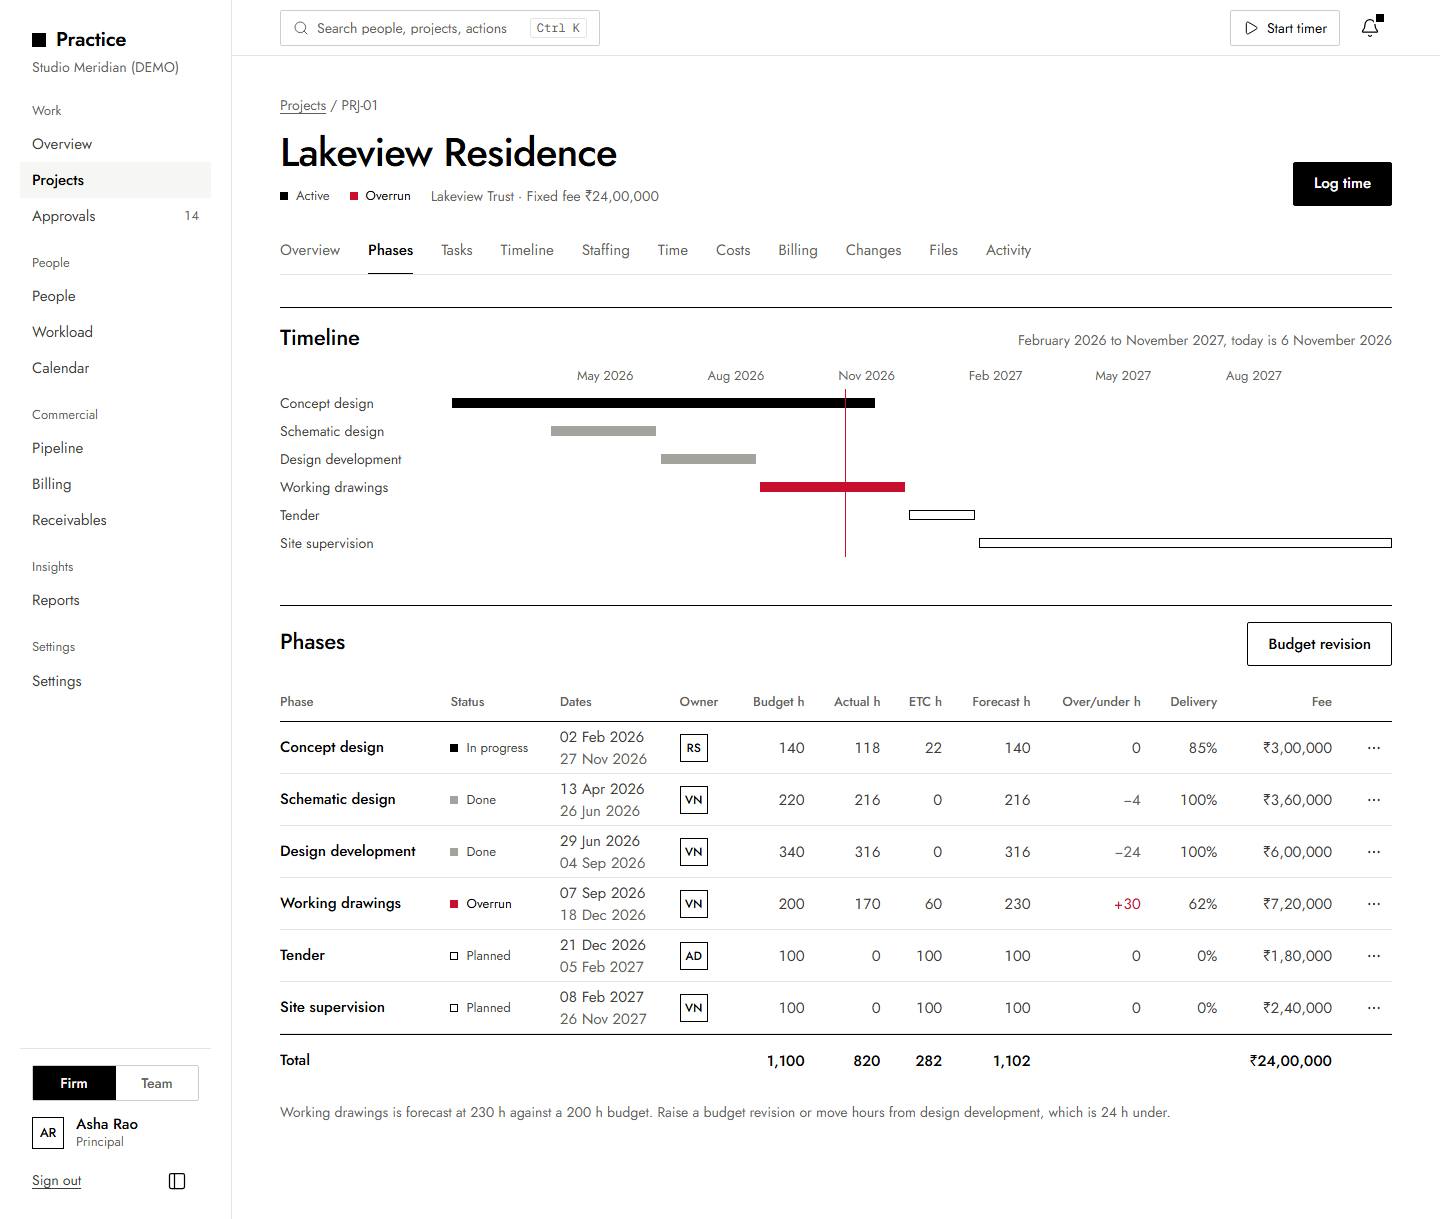 Practice
Studio Meridian (DEMO)
Work
Overview
Projects
Approvals 14
People
People
Workload
Calendar
Commercial
Pipeline
Billing
Receivables
Insights
Reports
Settings
Settings
Firm Team
AR Asha Rao
Principal
Sign out
Search people, projects, actions Ctrl K
Start timer
Projects / PRJ-01
Lakeview Residence
Active Overrun Lakeview Trust · Fixed fee ₹24,00,000
Log time
Overview Phases Tasks Timeline Staffing Time Costs Billing Changes Files Activity
Timeline
February 2026 to November 2027, today is 6 November 2026
May 2026 Aug 2026 Nov 2026 Feb 2027 May 2027 Aug 2027
Concept design
Schematic design
Design development
Working drawings
Tender
Site supervision
Phases
Budget revision
Phase Status Dates Owner Budget h Actual h ETC h Forecast h Over/under h Delivery Fee
Concept design In progress 02 Feb 2026 RS 140 118 22 140 0 85% ₹3,00,000 ···
27 Nov 2026
Schematic design Done 13 Apr 2026 VN 220 216 0 216 −4 100% ₹3,60,000 ···
26 Jun 2026
Design development Done 29 Jun 2026 VN 340 316 0 316 −24 100% ₹6,00,000 ···
04 Sep 2026
Working drawings Overrun 07 Sep 2026 VN 200 170 60 230 +30 62% ₹7,20,000 ···
18 Dec 2026
Tender Planned 21 Dec 2026 AD 100 0 100 100 0 0% ₹1,80,000 ···
05 Feb 2027
Site supervision Planned 08 Feb 2027 VN 100 0 100 100 0 0% ₹2,40,000 ···
26 Nov 2027
Total 1,100 820 282 1,102 ₹24,00,000
Working drawings is forecast at 230 h against a 200 h budget. Raise a budget revision or move hours from design development, which is 24 h under.